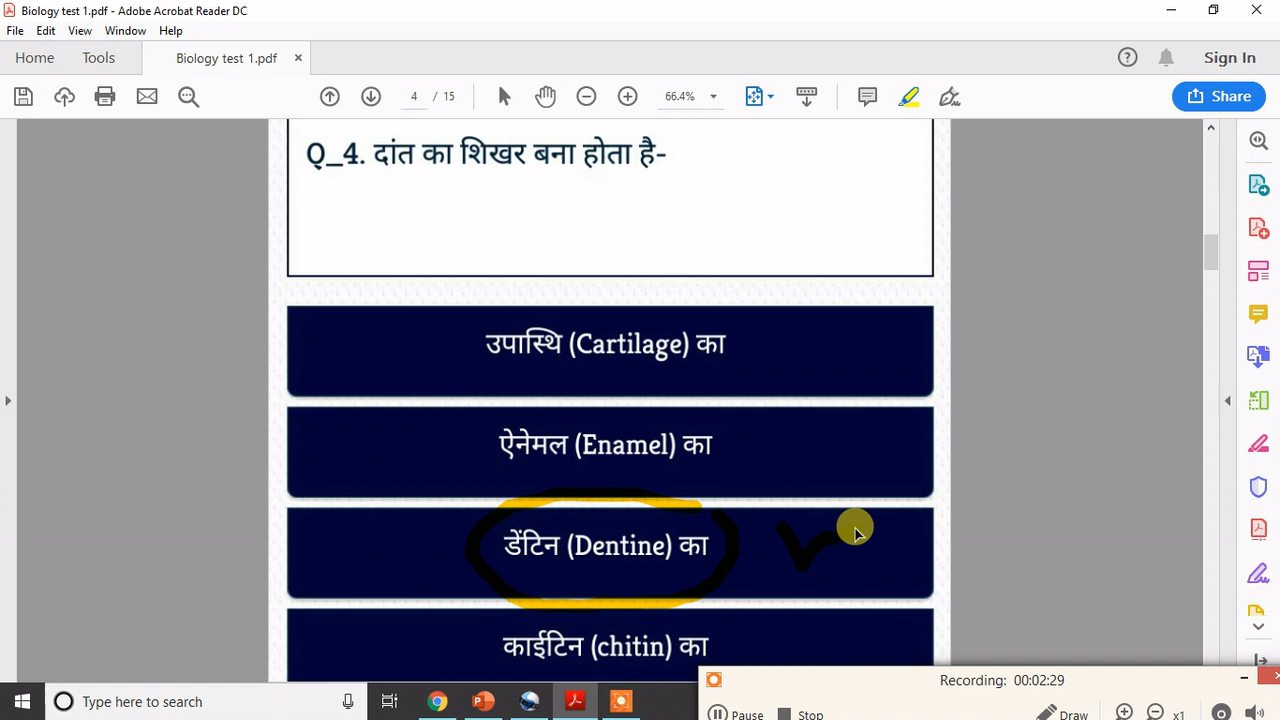 Biology test 1.pdf - Adobe Acrobat Reader DC
File Edit View Window Help
Home Tools Biology test 1.pdf × Sign In
4 / 15 66.4% Share
Q_4. दांत का शिखर बना होता है-
उपास्थि (Cartilage) का
ऐनेमल (Enamel) का
डेंटिन (Dentine) का
काईटिन (chitin) का
Recording: 00:02:29
Type here to search
Pause Stop x1 Draw